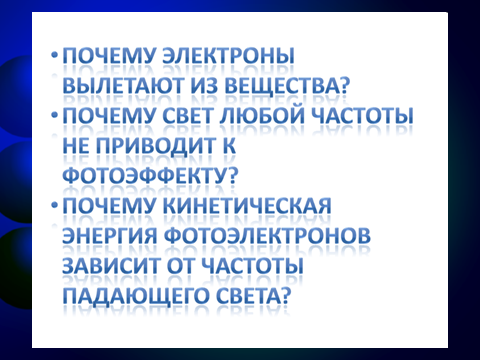 • ПОЧЕМУ ЭЛЕКТРОНЫ
ВЫЛЕТАЮТ ИЗ ВЕЩЕСТВА?
• ПОЧЕМУ СВЕТ ЛЮБОЙ ЧАСТОТЫ
НЕ ПРИВОДИТ К
ФОТОЭФФЕКТУ?
• ПОЧЕМУ КИНЕТИЧЕСКАЯ
ЭНЕРГИЯ ФОТОЭЛЕКТРОНОВ
ЗАВИСИТ ОТ ЧАСТОТЫ
ПАДАЮЩЕГО СВЕТА?